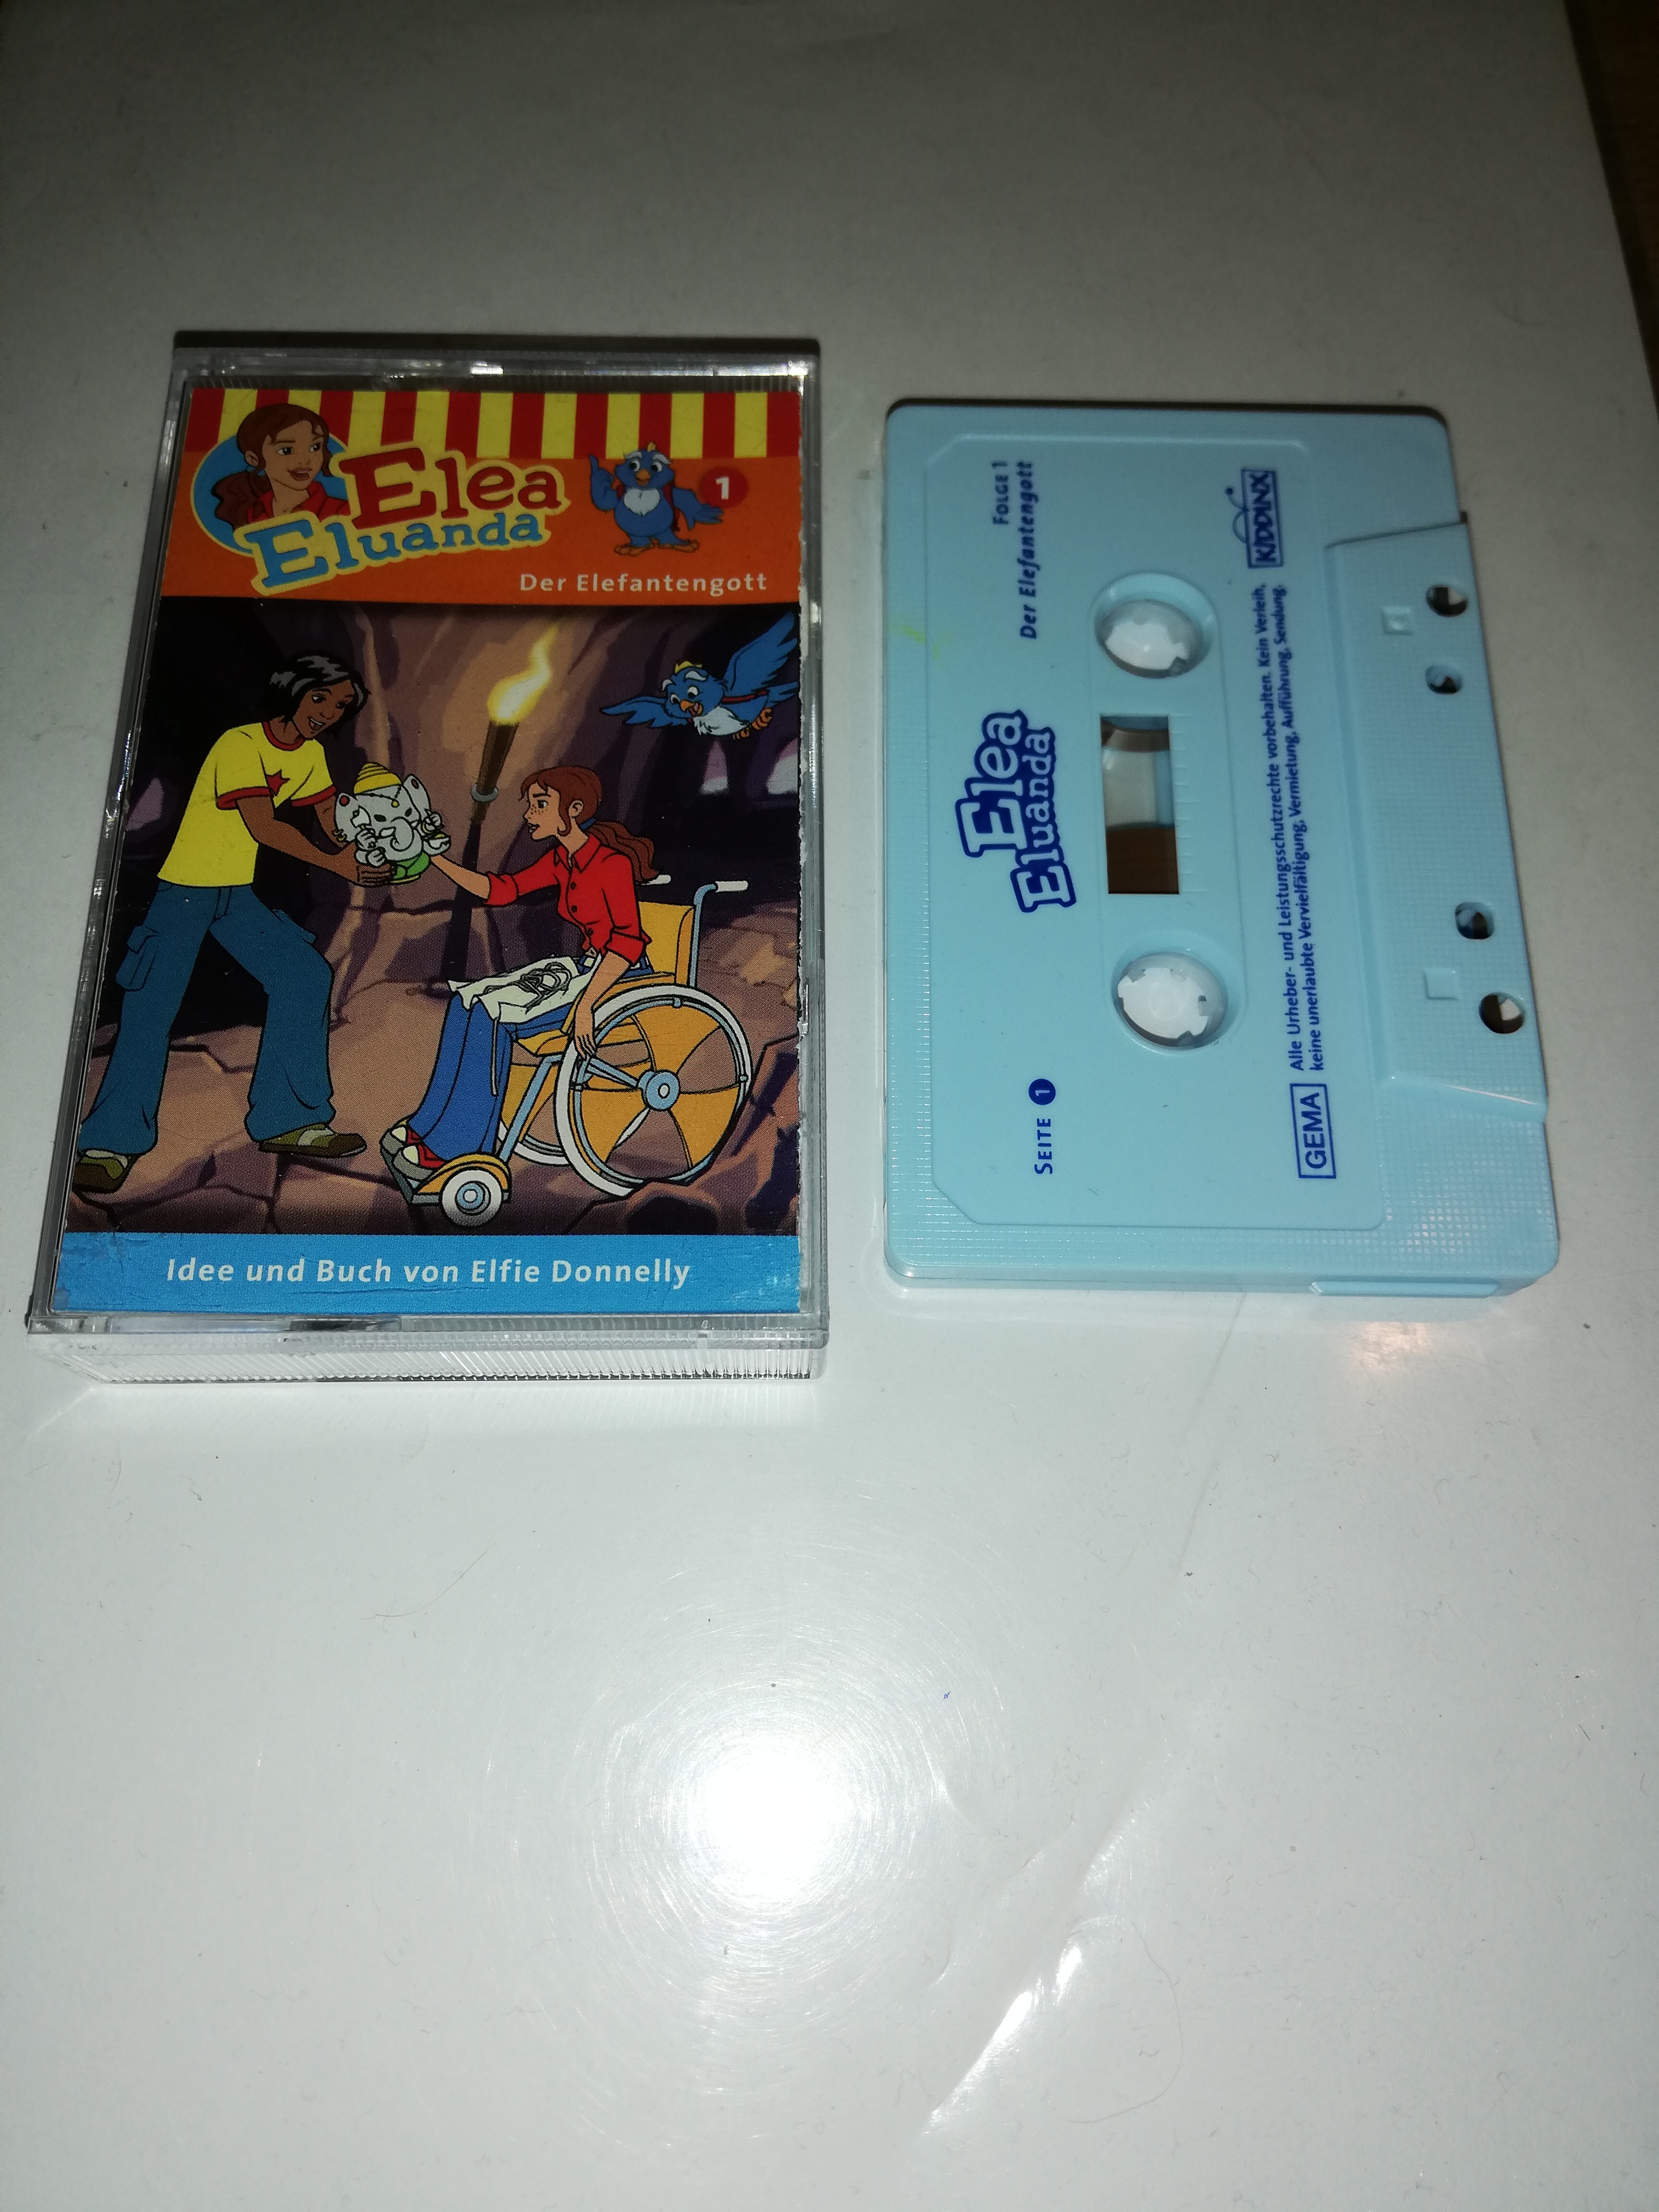 Elea
Eluanda
1
Der Elefantengott
Idee und Buch von Elfie Donnelly
FOLGE 1
Der Elefantengott
Elea
Eluanda
SEITE 1
GEMA
Alle Urheber- und Leistungsschutzrechte vorbehalten. Kein Verleih,
keine unerlaubte Vervielfältigung, Vermietung, Aufführung, Sendung.
KIDDINX